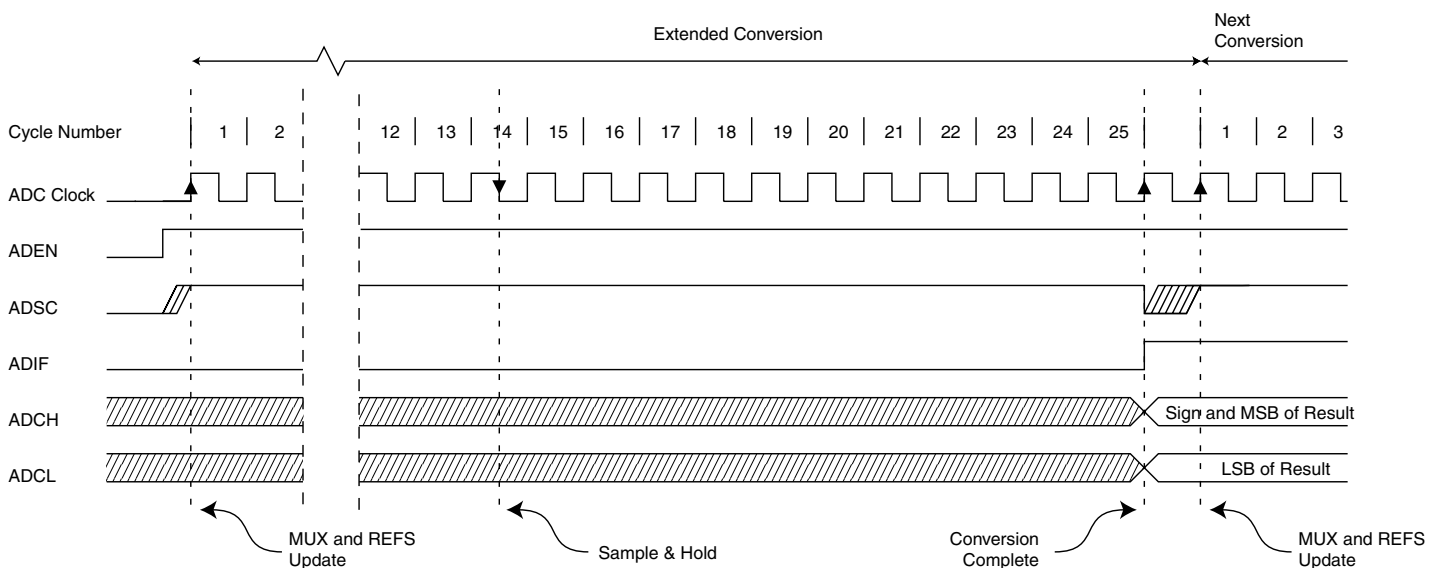 Extended Conversion
Next
Conversion
Cycle Number 1 2 12 13 14 15 16 17 18 19 20 21 22 23 24 25 1 2 3
ADC Clock
ADEN
ADSC
ADIF
ADCH
Sign and MSB of Result
ADCL
LSB of Result
MUX and REFS
Update
Sample & Hold
Conversion
Complete
MUX and REFS
Update